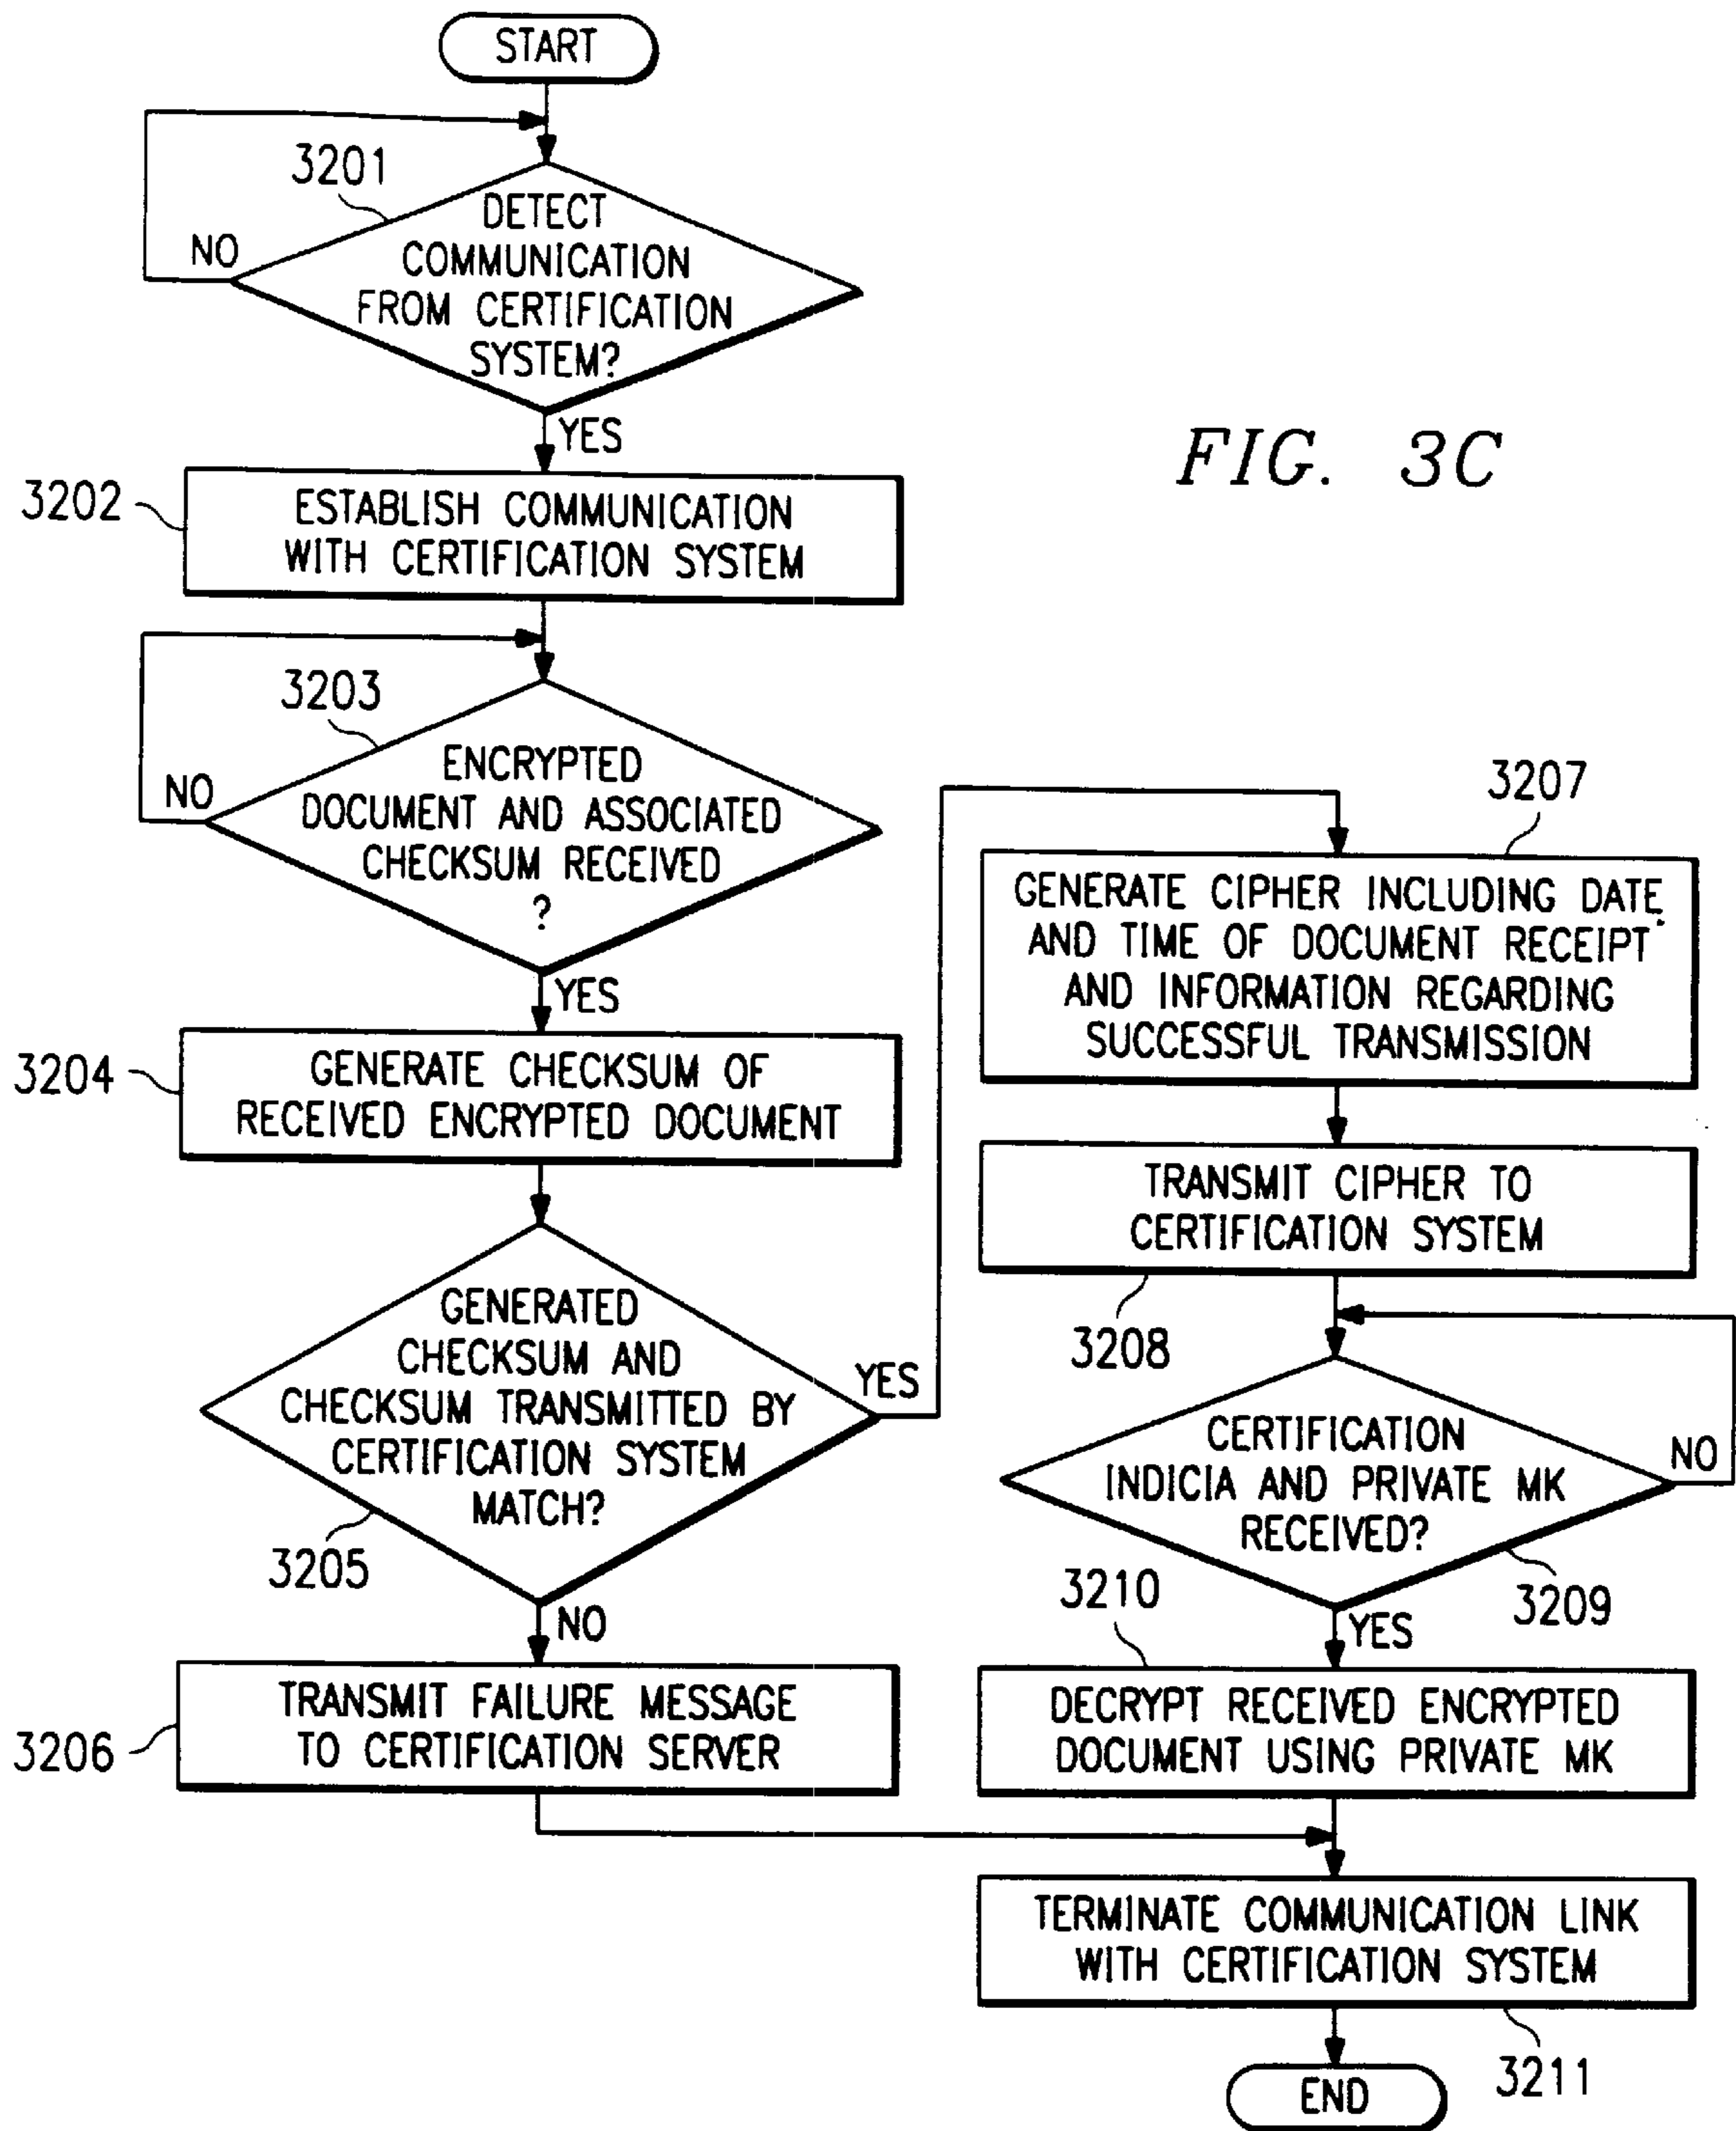 START
3201
DETECT
COMMUNICATION
FROM CERTIFICATION
SYSTEM?
NO
YES
FIG. 3C
3202
ESTABLISH COMMUNICATION
WITH CERTIFICATION SYSTEM
3203
ENCRYPTED
DOCUMENT AND ASSOCIATED
CHECKSUM RECEIVED
?
NO
YES
3204
GENERATE CHECKSUM OF
RECEIVED ENCRYPTED DOCUMENT
GENERATED
CHECKSUM AND
CHECKSUM TRANSMITTED BY
CERTIFICATION SYSTEM
MATCH?
YES
3205
NO
3206
TRANSMIT FAILURE MESSAGE
TO CERTIFICATION SERVER
3207
GENERATE CIPHER INCLUDING DATE
AND TIME OF DOCUMENT RECEIPT
AND INFORMATION REGARDING
SUCCESSFUL TRANSMISSION
TRANSMIT CIPHER TO
CERTIFICATION SYSTEM
3208
CERTIFICATION
INDICIA AND PRIVATE MK
RECEIVED?
NO
3209
YES
3210
DECRYPT RECEIVED ENCRYPTED
DOCUMENT USING PRIVATE MK
TERMINATE COMMUNICATION LINK
WITH CERTIFICATION SYSTEM
3211
END